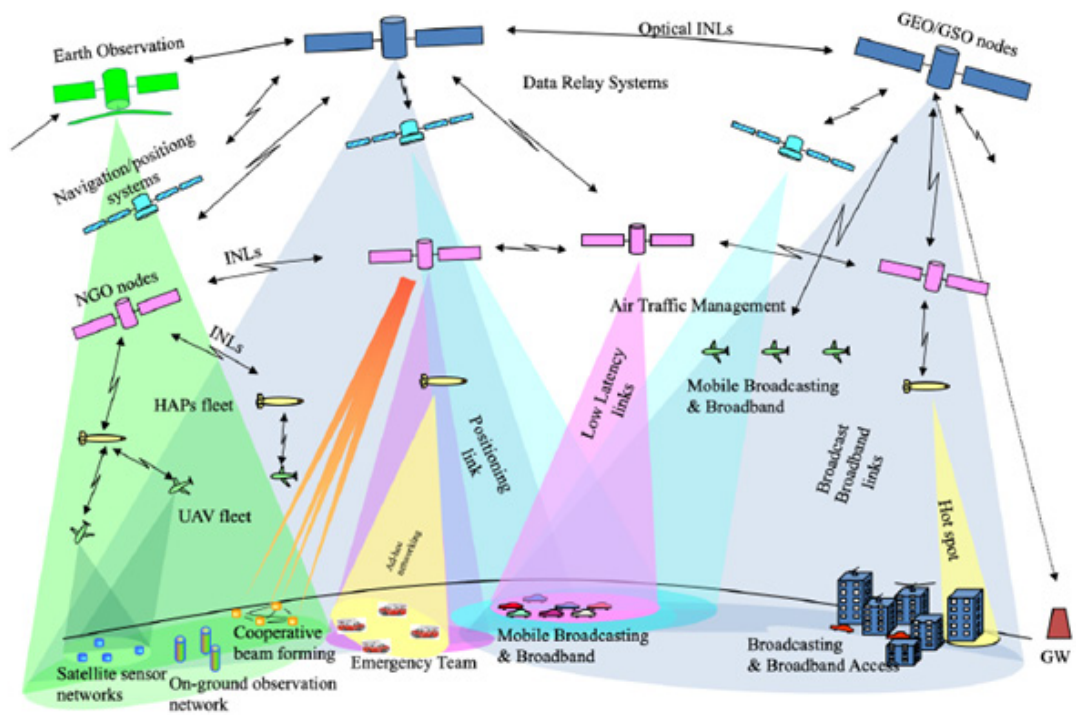 Earth Observation
Optical INLs
GEO/GSO nodes
Data Relay Systems
Navigation/positiong
systems
INLs
NGO nodes
INLs
Air Traffic Management
HAPs fleet
Mobile Broadcasting
& Broadband
Low Latency
links
Positioning
link
Broadcast
Broadband
links
UAV fleet
Hot spot
Ad-hoc
networking
Cooperative
beam forming
Emergency Team
Mobile Broadcasting
& Broadband
Broadcasting
& Broadband Access
GW
Satellite sensor
networks
On-ground observation
network